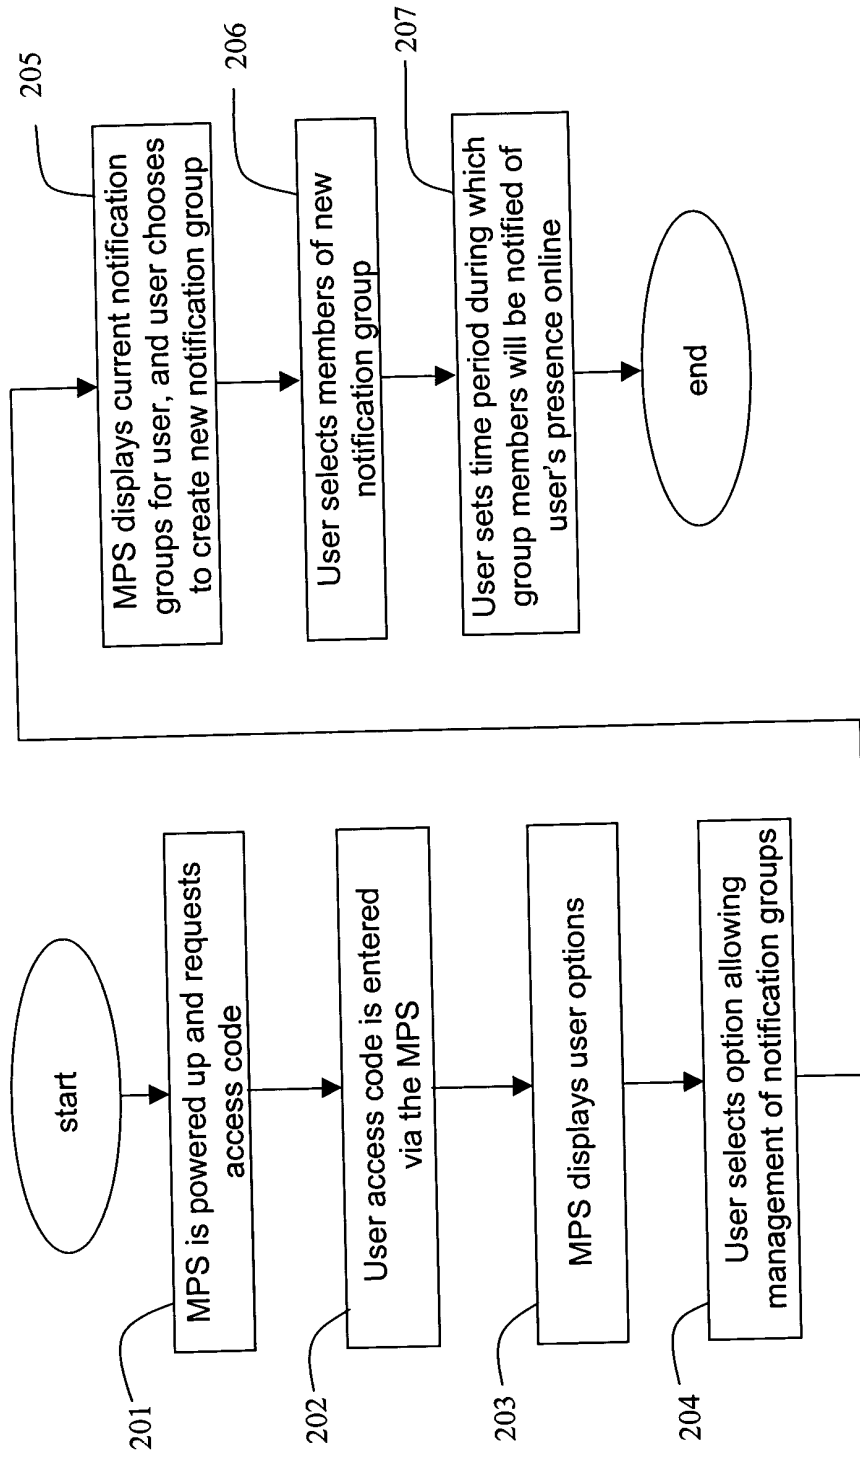 start
201
MPS is powered up and requests
access code
202
User access code is entered
via the MPS
203
MPS displays user options
204
User selects option allowing
management of notification groups
205
MPS displays current notification
groups for user, and user chooses
to create new notification group
206
User selects members of new
notification group
207
User sets time period during which
group members will be notified of
user's presence online
end